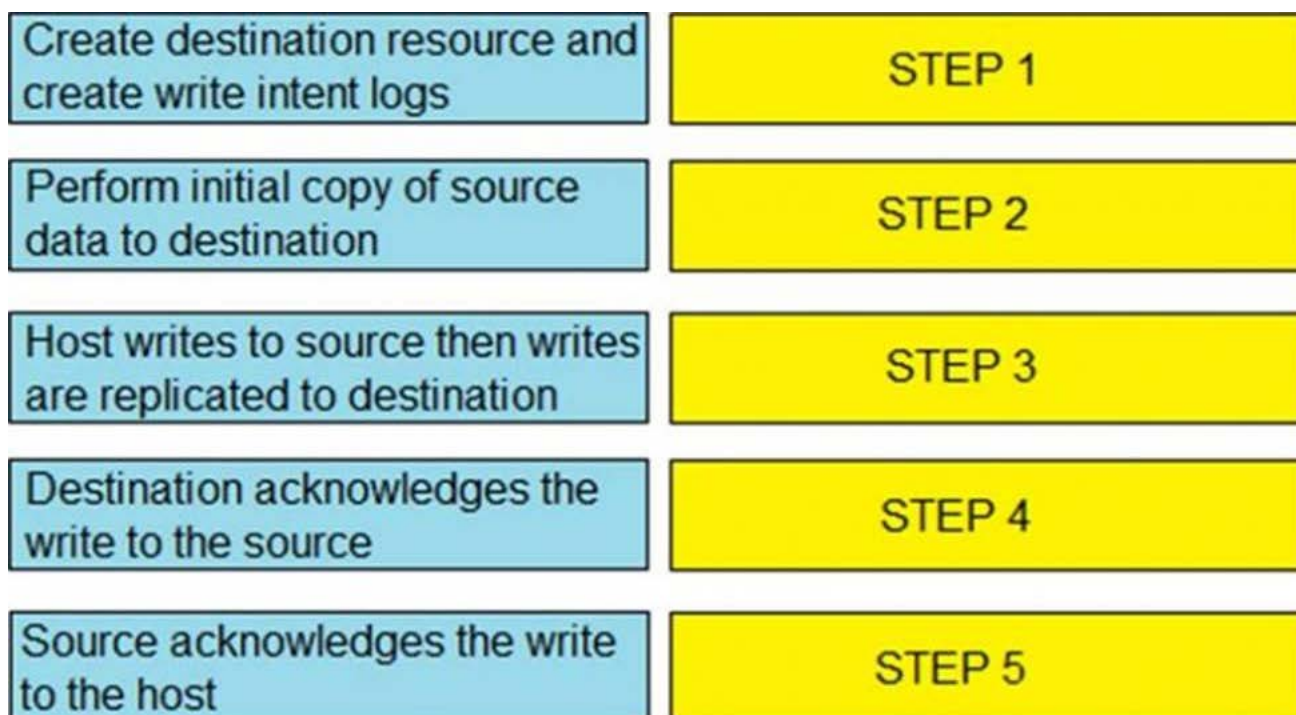 Create destination resource and
create write intent logs
STEP 1
Perform initial copy of source
data to destination
STEP 2
Host writes to source then writes
are replicated to destination
STEP 3
Destination acknowledges the
write to the source
STEP 4
Source acknowledges the write
to the host
STEP 5